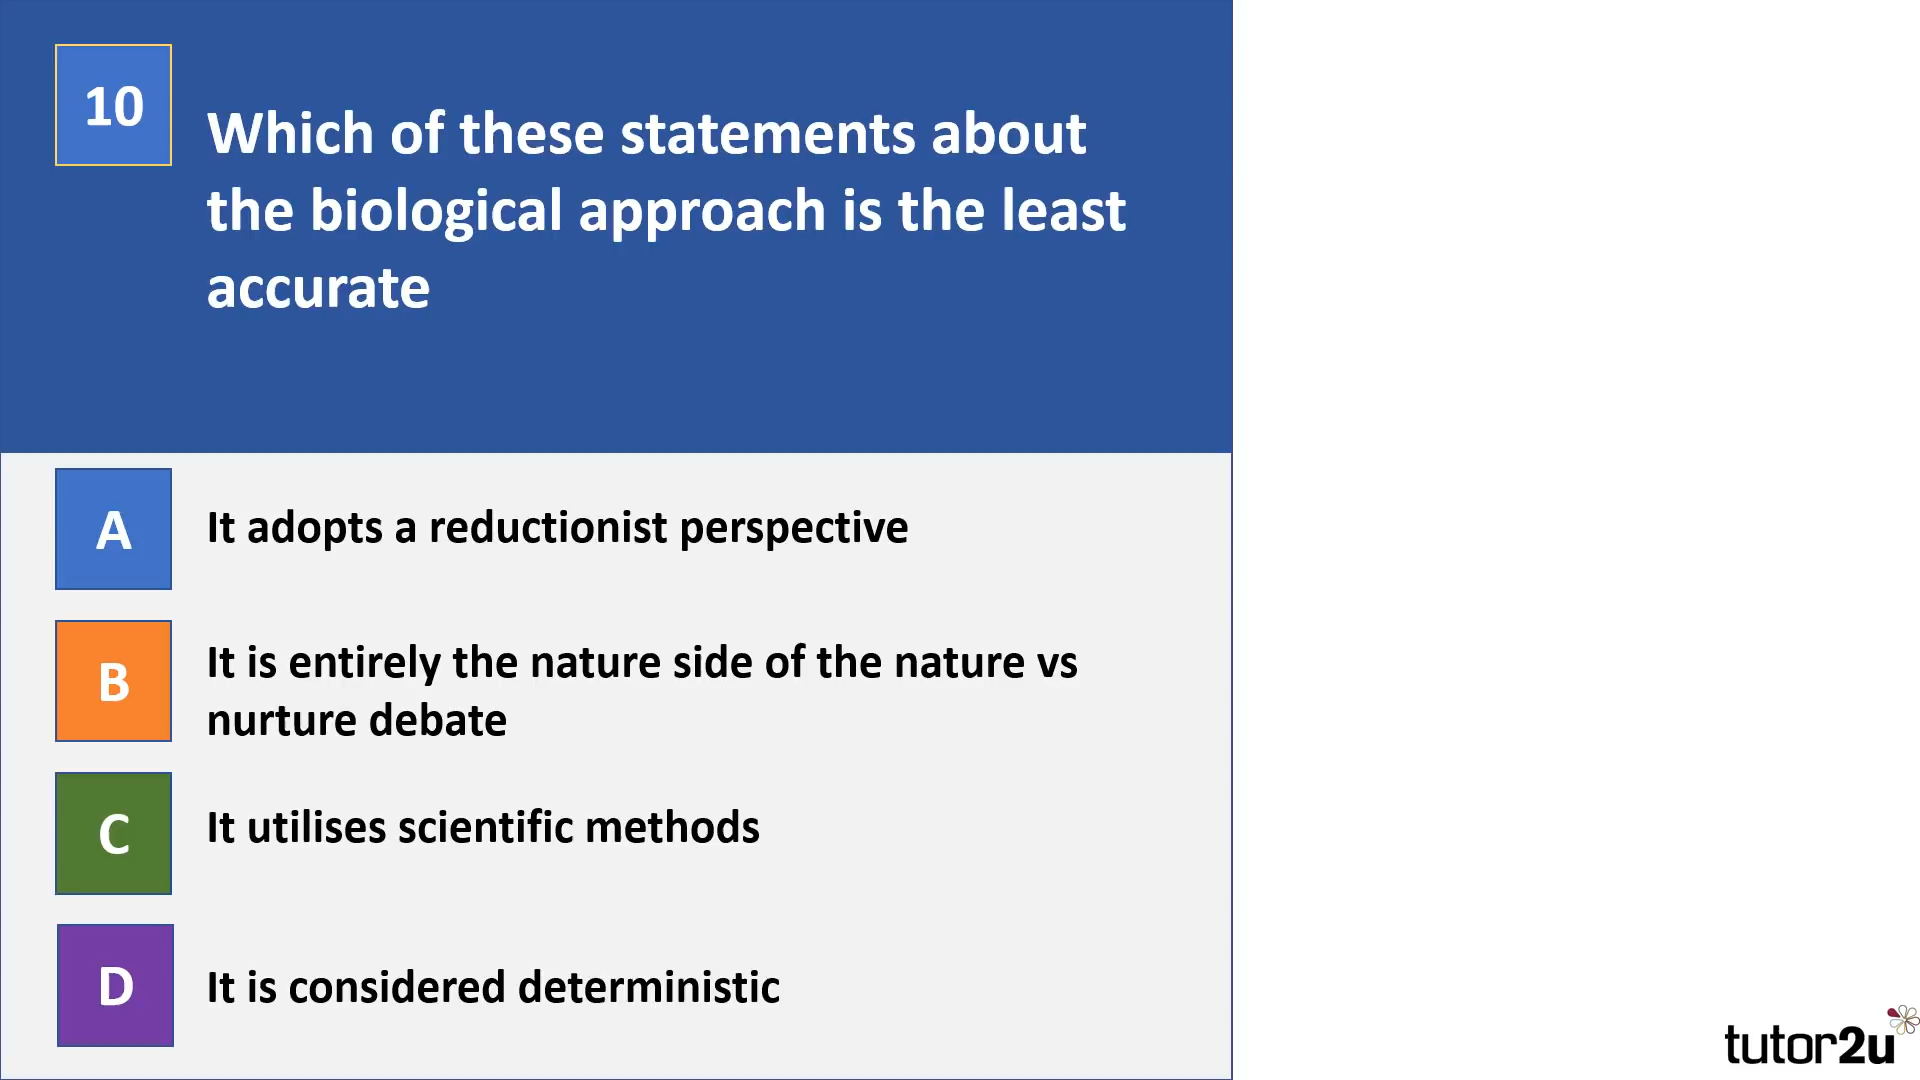 10
Which of these statements about
the biological approach is the least
accurate
A
It adopts a reductionist perspective
B
It is entirely the nature side of the nature vs
nurture debate
C
It utilises scientific methods
D
It is considered deterministic
tutor2u